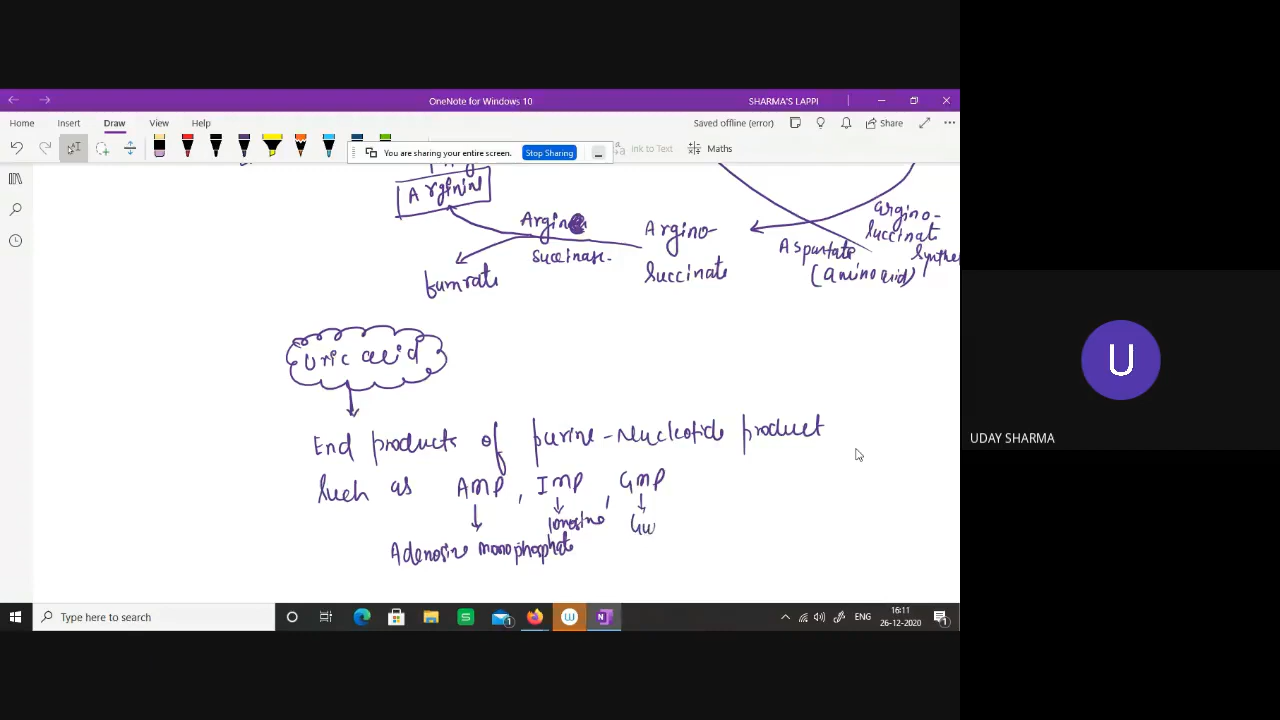 OneNote for Windows 10
SHARMA'S LAPPI
Home Insert Draw View Help
Saved offline (error)
Share
You are sharing your entire screen.
Stop Sharing
Ink to Text
Maths
Arginine
Argin
Succinase.
fumrate
Argino-
Succinate
Aspartate
(amino acid)
argino-
succinate
synthe
Uric acid
End products of purine-Nucleotide product
such as AMP, IMP, GMP
Adenosine monophosphate
Gu
UDAY SHARMA
U
Type here to search
ENG
16:11
26-12-2020